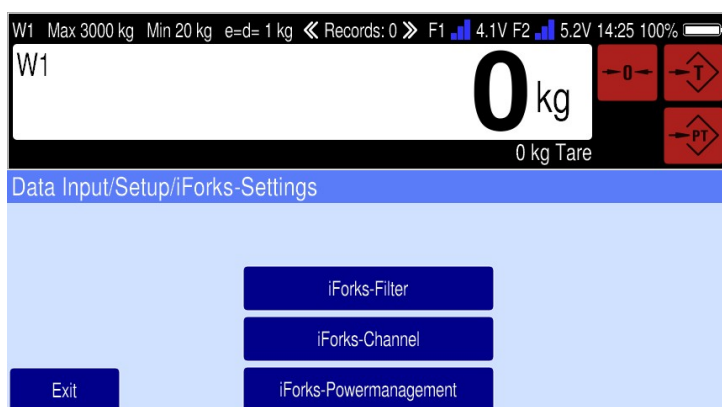 W1 Max 3000 kg Min 20 kg e=d= 1 kg ≪ Records: 0 ≫ F1 4.1V F2 5.2V 14:25 100%
W1
0 kg
→0←
→T
→PT
0 kg Tare
Data Input/Setup/iForks-Settings
iForks-Filter
iForks-Channel
Exit
iForks-Powermanagement